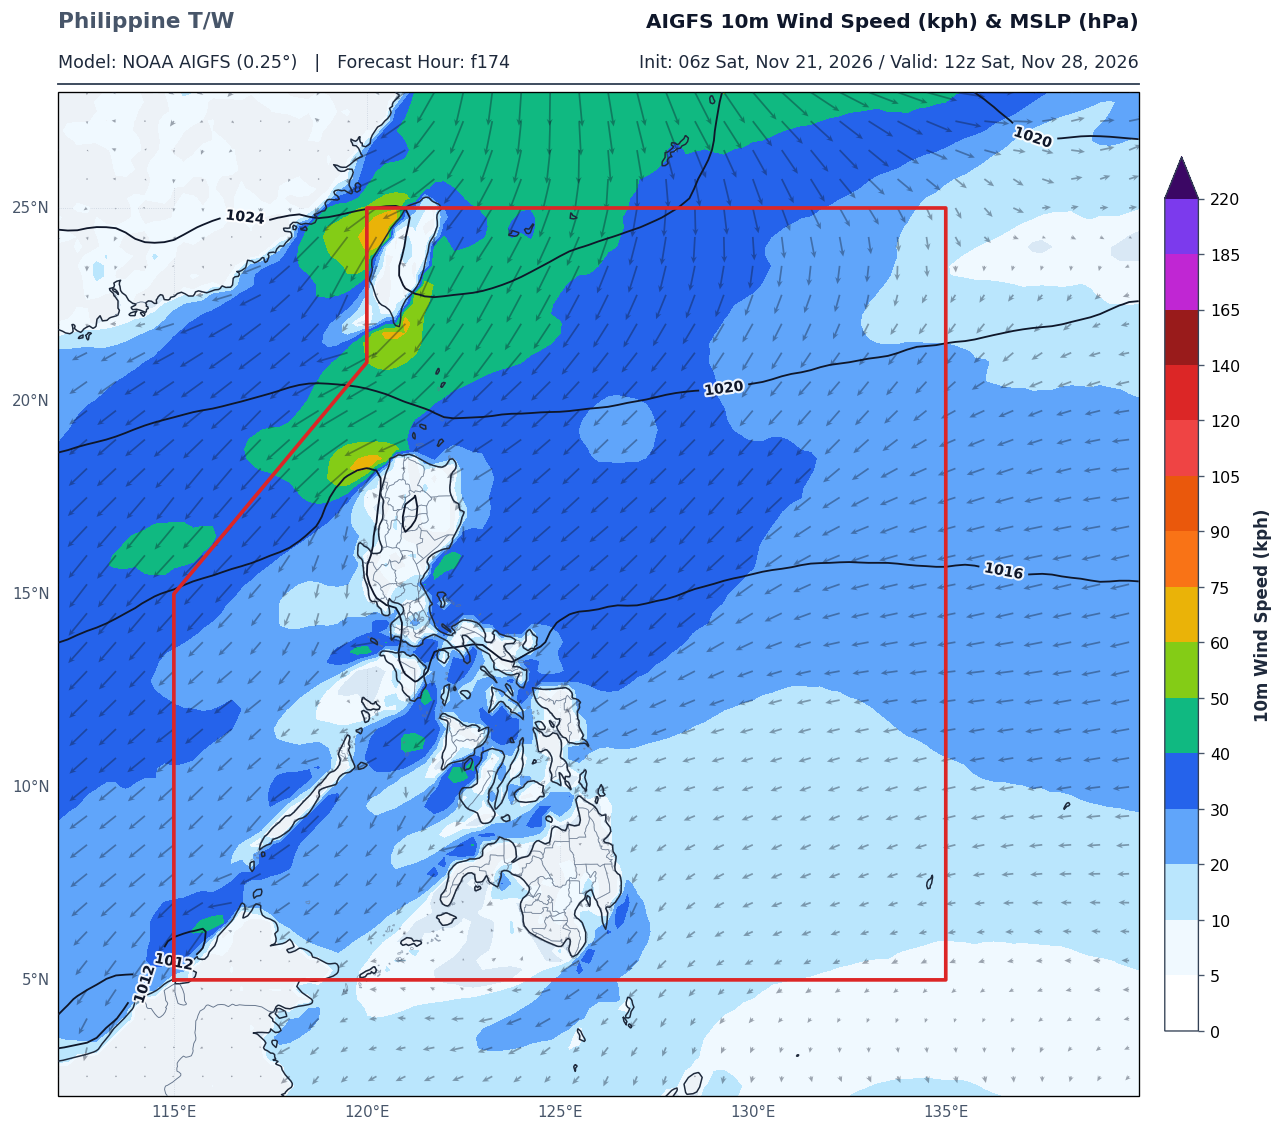 Philippine T/W
AIGFS 10m Wind Speed (kph) & MSLP (hPa)
Model: NOAA AIGFS (0.25°) | Forecast Hour: f174
Init: 06z Sat, Nov 21, 2026 / Valid: 12z Sat, Nov 28, 2026
1020
1024
1020
1016
1012
1012
25°N
20°N
15°N
10°N
5°N
115°E
120°E
125°E
130°E
135°E
220
185
165
140
120
105
90
75
60
50
40
30
20
10
5
0
10m Wind Speed (kph)